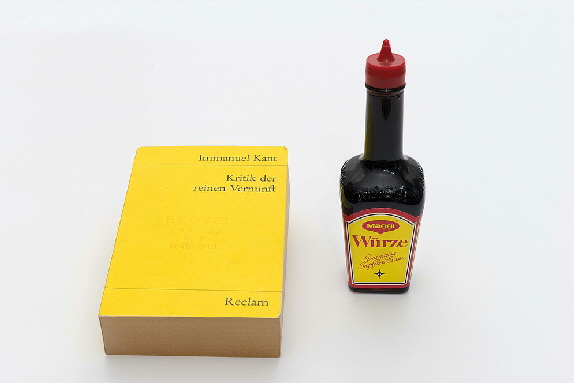 Immanuel Kant
Kritik der
reinen Vernunft
Reclam
MAGGI
Würze